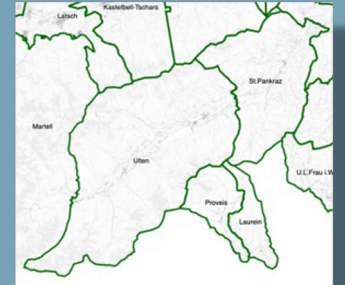 Kastelbell-Tschars
Latsch
St.Pankraz
Martell
Ulten
U.L.Frau i.W
Proveis
Laurein